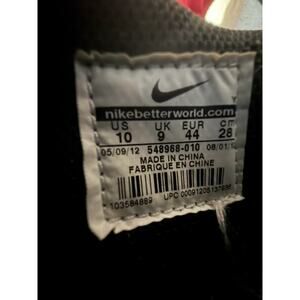 nikebetterworld.com
US UK EUR cm
10 9 44 28
05/09/12 548968-010 08/01/1
MADE IN CHINA
FABRIQUE EN CHINE
103584889